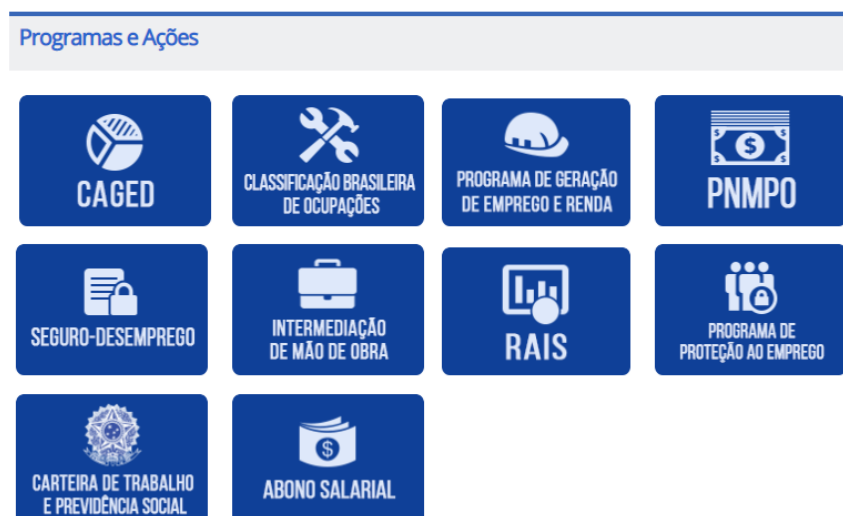 Programas e Ações
CAGED
CLASSIFICAÇÃO BRASILEIRA
DE OCUPAÇÕES
PROGRAMA DE GERAÇÃO
DE EMPREGO E RENDA
PNMPO
SEGURO-DESEMPREGO
INTERMEDIAÇÃO
DE MÃO DE OBRA
RAIS
PROGRAMA DE
PROTEÇÃO AO EMPREGO
CARTEIRA DE TRABALHO
E PREVIDÊNCIA SOCIAL
ABONO SALARIAL